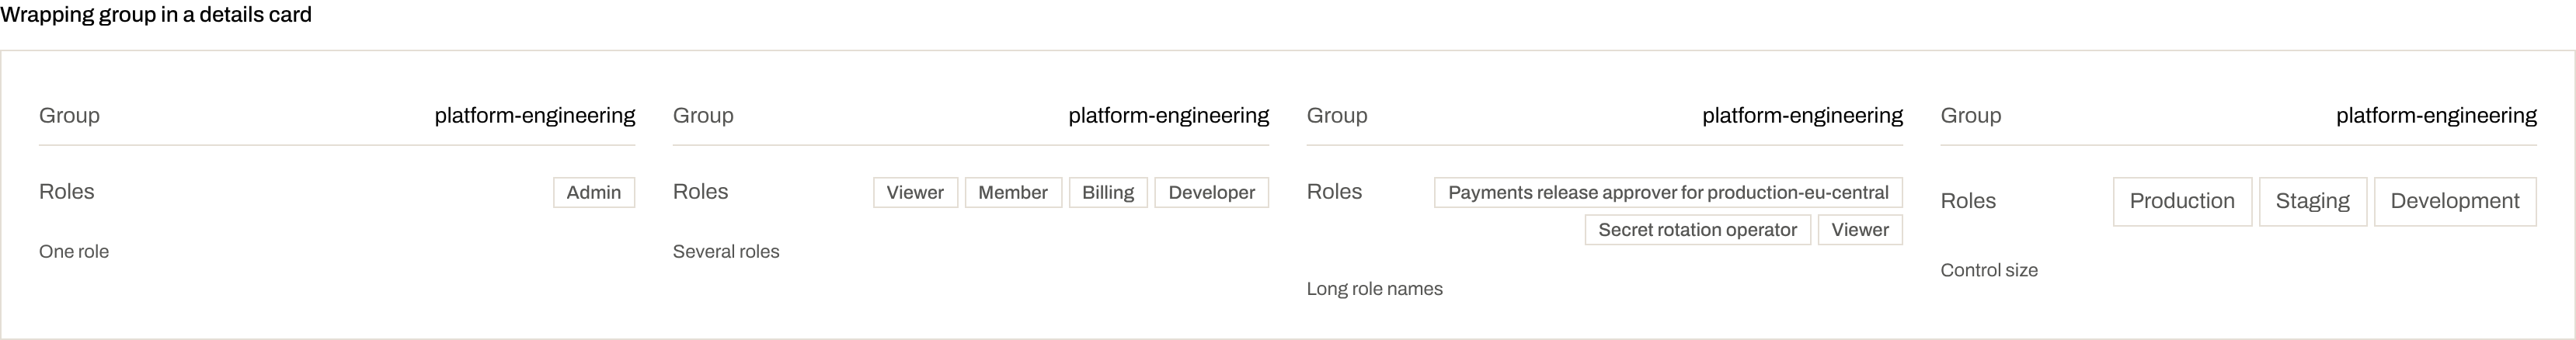 Wrapping group in a details card
Group platform-engineering
Roles Admin
One role
Group platform-engineering
Roles Viewer Member Billing Developer
Several roles
Group platform-engineering
Roles Payments release approver for production-eu-central
Secret rotation operator Viewer
Long role names
Group platform-engineering
Roles Production Staging Development
Control size